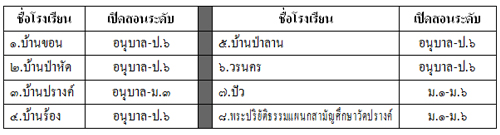 ชื่อโรงเรียน เปิดสอนระดับ ชื่อโรงเรียน เปิดสอนระดับ
๑.บ้านขอน อนุบาล-ป.๖ ๕.บ้านป่าลาน อนุบาล-ป.๖
๒.บ้านป่าหัด อนุบาล-ป.๖ ๖.วรนคร อนุบาล-ป.๖
๓.บ้านปรางค์ อนุบาล-ม.๓ ๗.ปัว ม.๑-ม.๖
๔.บ้านร้อง อนุบาล-ป.๖ ๘.พระปริยัติธรรมแผนกสามัญศึกษาวัดปรางค์ ม.๑-ม.๖